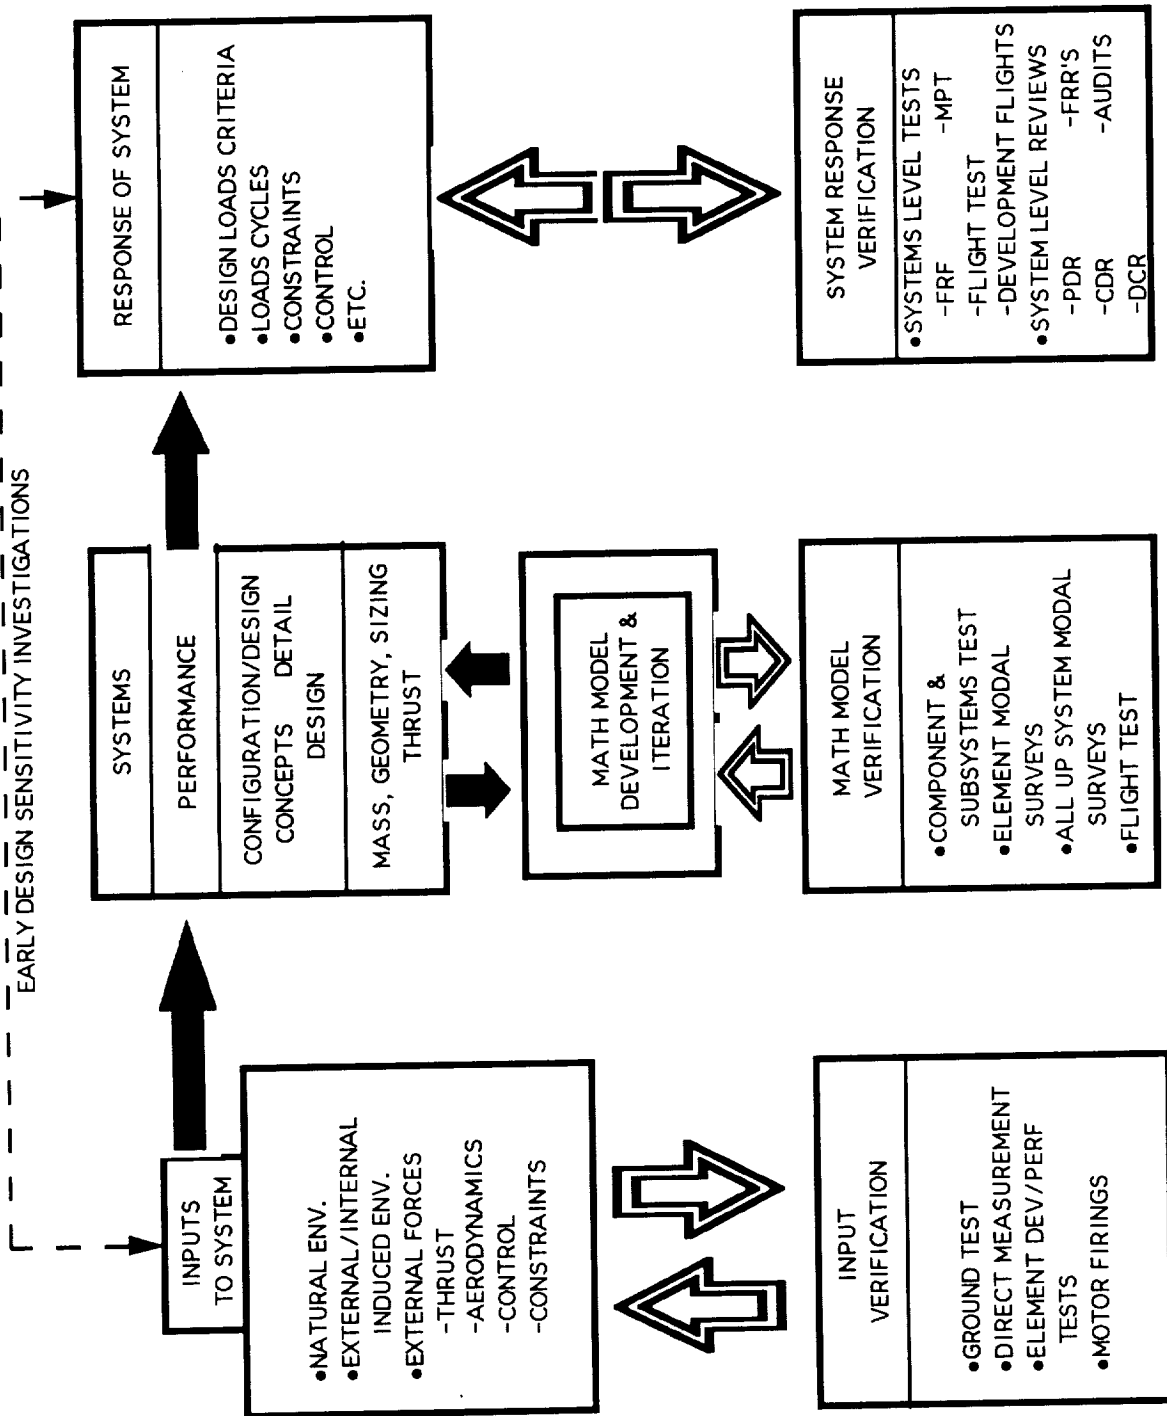 EARLY DESIGN SENSITIVITY INVESTIGATIONS
INPUTS
TO SYSTEM
•NATURAL ENV.
•EXTERNAL/INTERNAL
INDUCED ENV.
•EXTERNAL FORCES
-THRUST
-AERODYNAMICS
-CONTROL
-CONSTRAINTS
SYSTEMS
PERFORMANCE
CONFIGURATION/DESIGN
CONCEPTS DETAIL
DESIGN
MASS, GEOMETRY, SIZING
THRUST
RESPONSE OF SYSTEM
•DESIGN LOADS CRITERIA
•LOADS CYCLES
•CONSTRAINTS
•CONTROL
•ETC.
MATH MODEL
DEVELOPMENT &
ITERATION
INPUT
VERIFICATION
•GROUND TEST
•DIRECT MEASUREMENT
•ELEMENT DEV/PERF
TESTS
•MOTOR FIRINGS
MATH MODEL
VERIFICATION
•COMPONENT &
SUBSYSTEMS TEST
•ELEMENT MODAL
SURVEYS
•ALL UP SYSTEM MODAL
SURVEYS
•FLIGHT TEST
SYSTEM RESPONSE
VERIFICATION
•SYSTEMS LEVEL TESTS
-FRF -MPT
-FLIGHT TEST
-DEVELOPMENT FLIGHTS
•SYSTEM LEVEL REVIEWS
-PDR -FRR'S
-CDR -AUDITS
-DCR